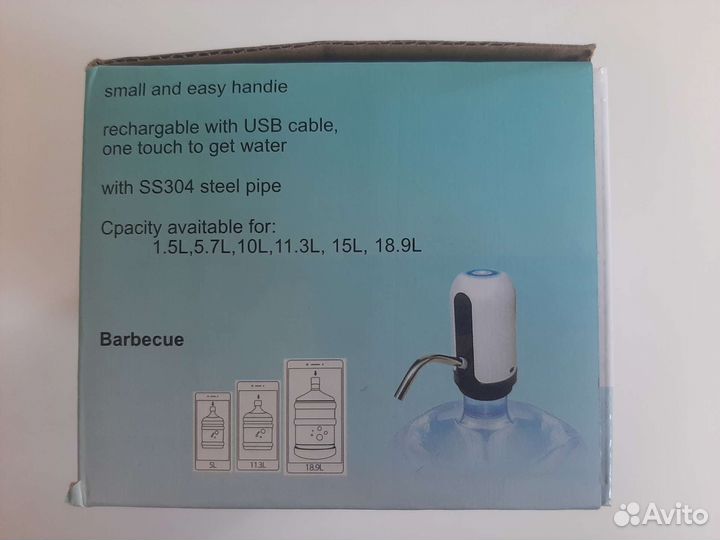 small and easy handie
rechargable with USB cable,
one touch to get water
with SS304 steel pipe
Cpacity avaitable for:
1.5L,5.7L,10L,11.3L, 15L, 18.9L
Barbecue
5L
11.3L
18.9L
Avito